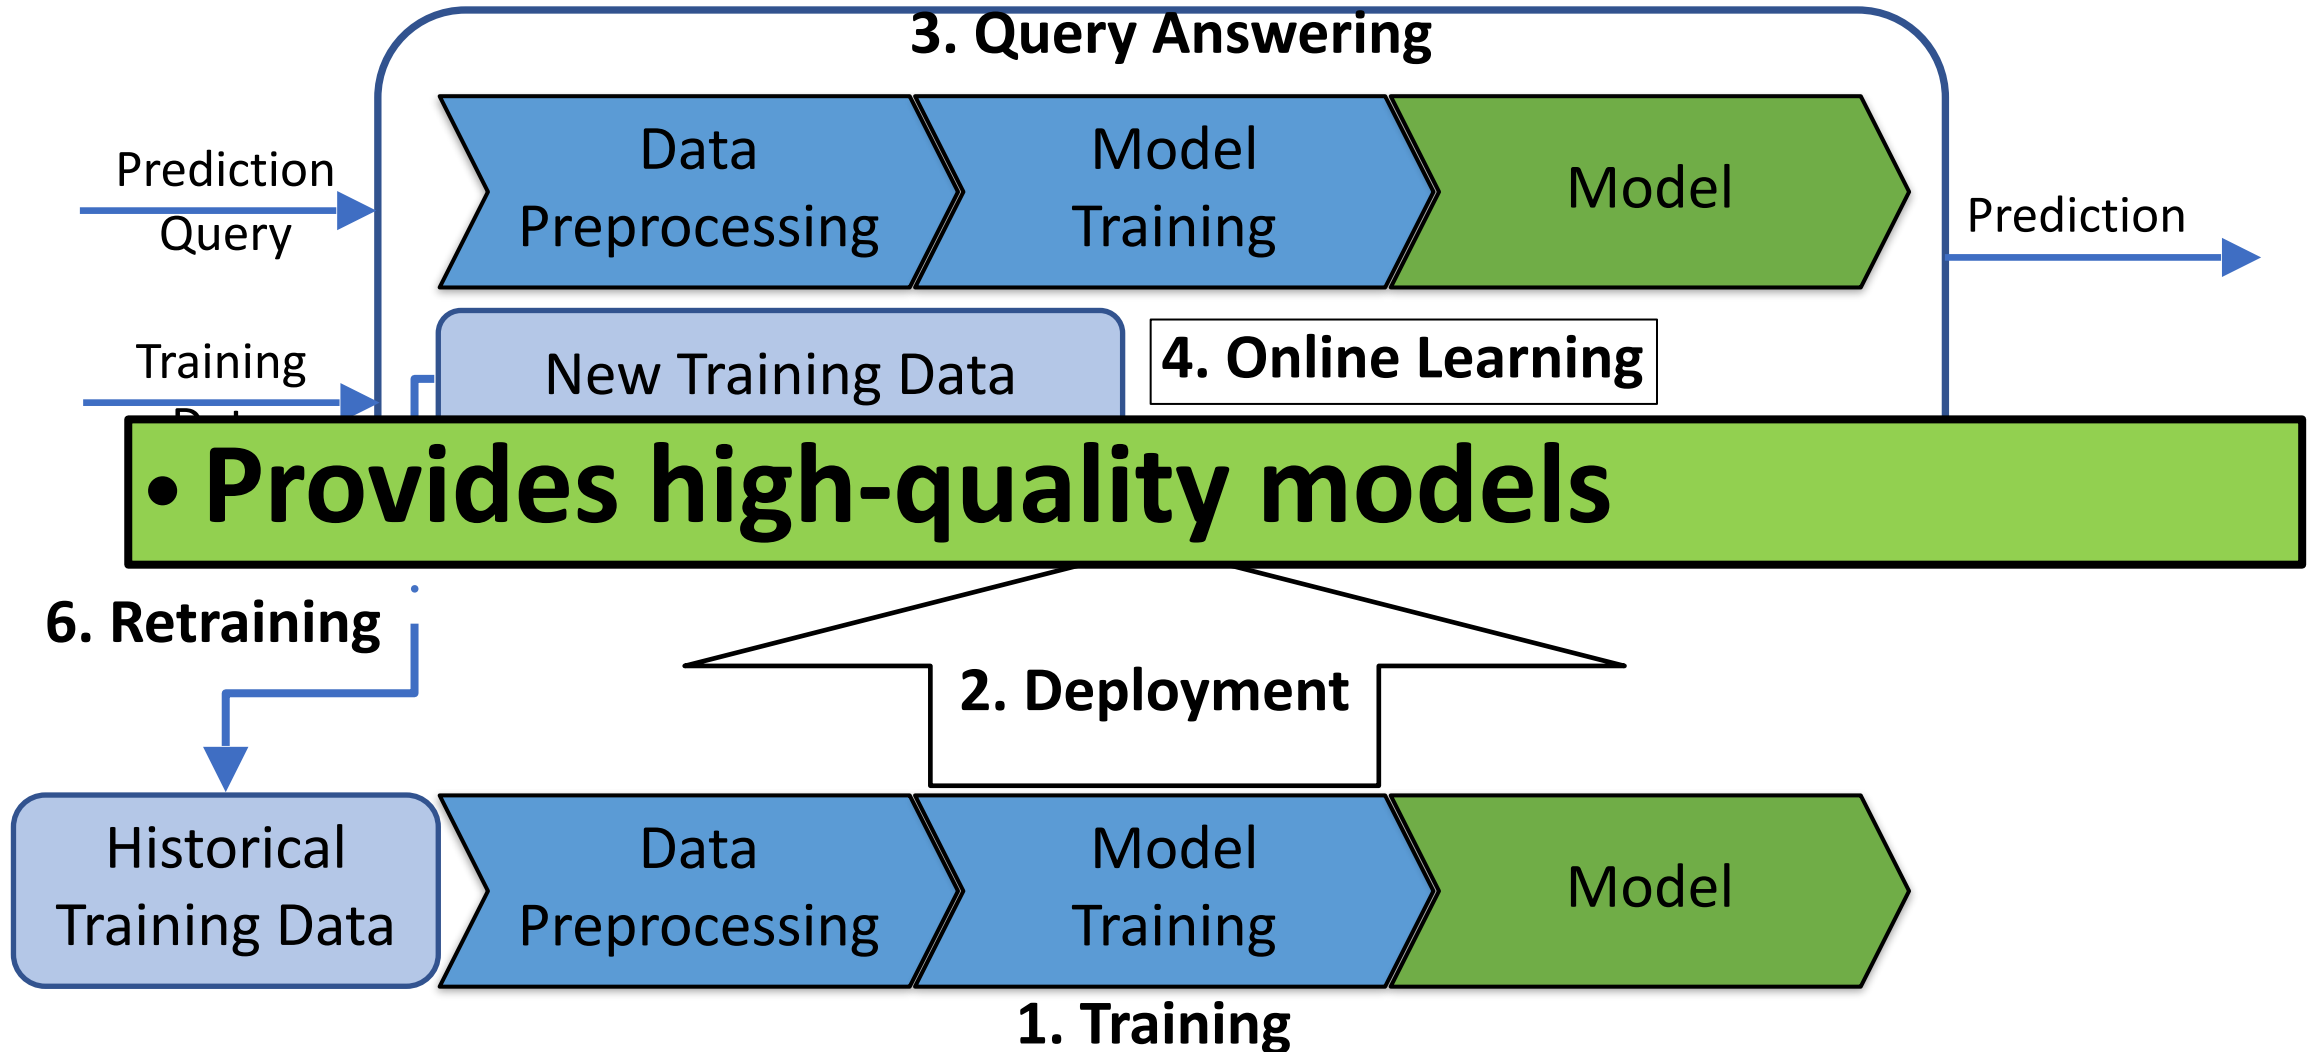 3. Query Answering
Data
Preprocessing
Model
Training
Model
Prediction
Query
Prediction
Training
New Training Data
4. Online Learning
• Provides high-quality models
6. Retraining
2. Deployment
Historical
Training Data
Data
Preprocessing
Model
Training
Model
1. Training